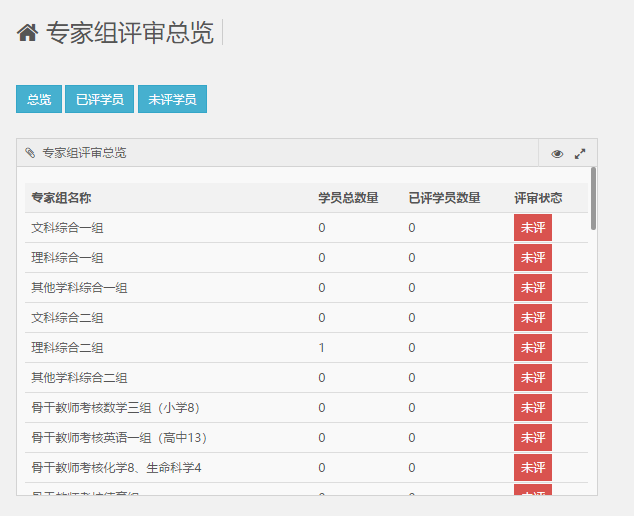 专家组评审总览
总览 已评学员 未评学员
专家组评审总览
专家组名称 学员总数量 已评学员数量 评审状态
文科综合一组 0 0 未评
理科综合一组 0 0 未评
其他学科综合一组 0 0 未评
文科综合二组 0 0 未评
理科综合二组 1 0 未评
其他学科综合二组 0 0 未评
骨干教师考核数学三组（小学8） 0 0 未评
骨干教师考核英语一组（高中13） 0 0 未评
骨干教师考核化学8、生命科学4 0 0 未评